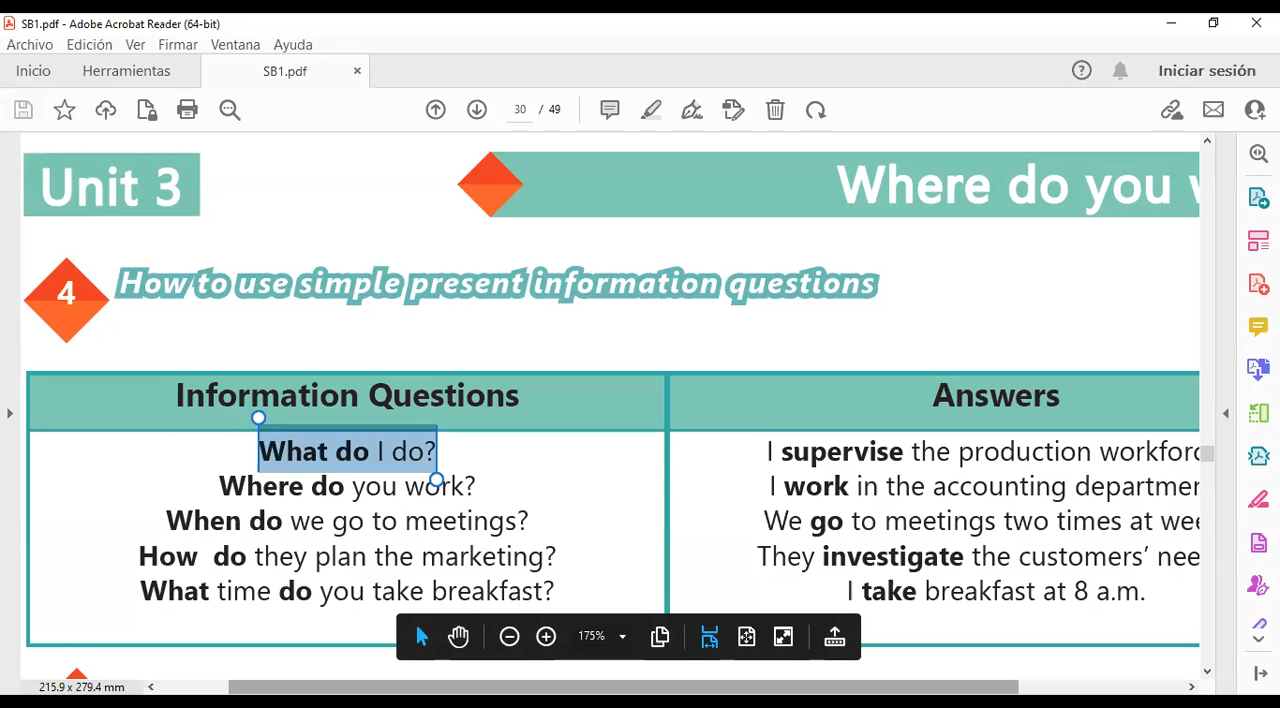 SB1.pdf - Adobe Acrobat Reader (64-bit)
Archivo Edición Ver Firmar Ventana Ayuda
Inicio Herramientas SB1.pdf × Iniciar sesión
30 / 49
Unit 3 Where do you
4 How to use simple present information questions
Information Questions Answers
What do I do? I supervise the production workforc
Where do you work? I work in the accounting departmer
When do we go to meetings? We go to meetings two times at wee
How do they plan the marketing? They investigate the customers’ nee
What time do you take breakfast? I take breakfast at 8 a.m.
175%
215.9 x 279.4 mm